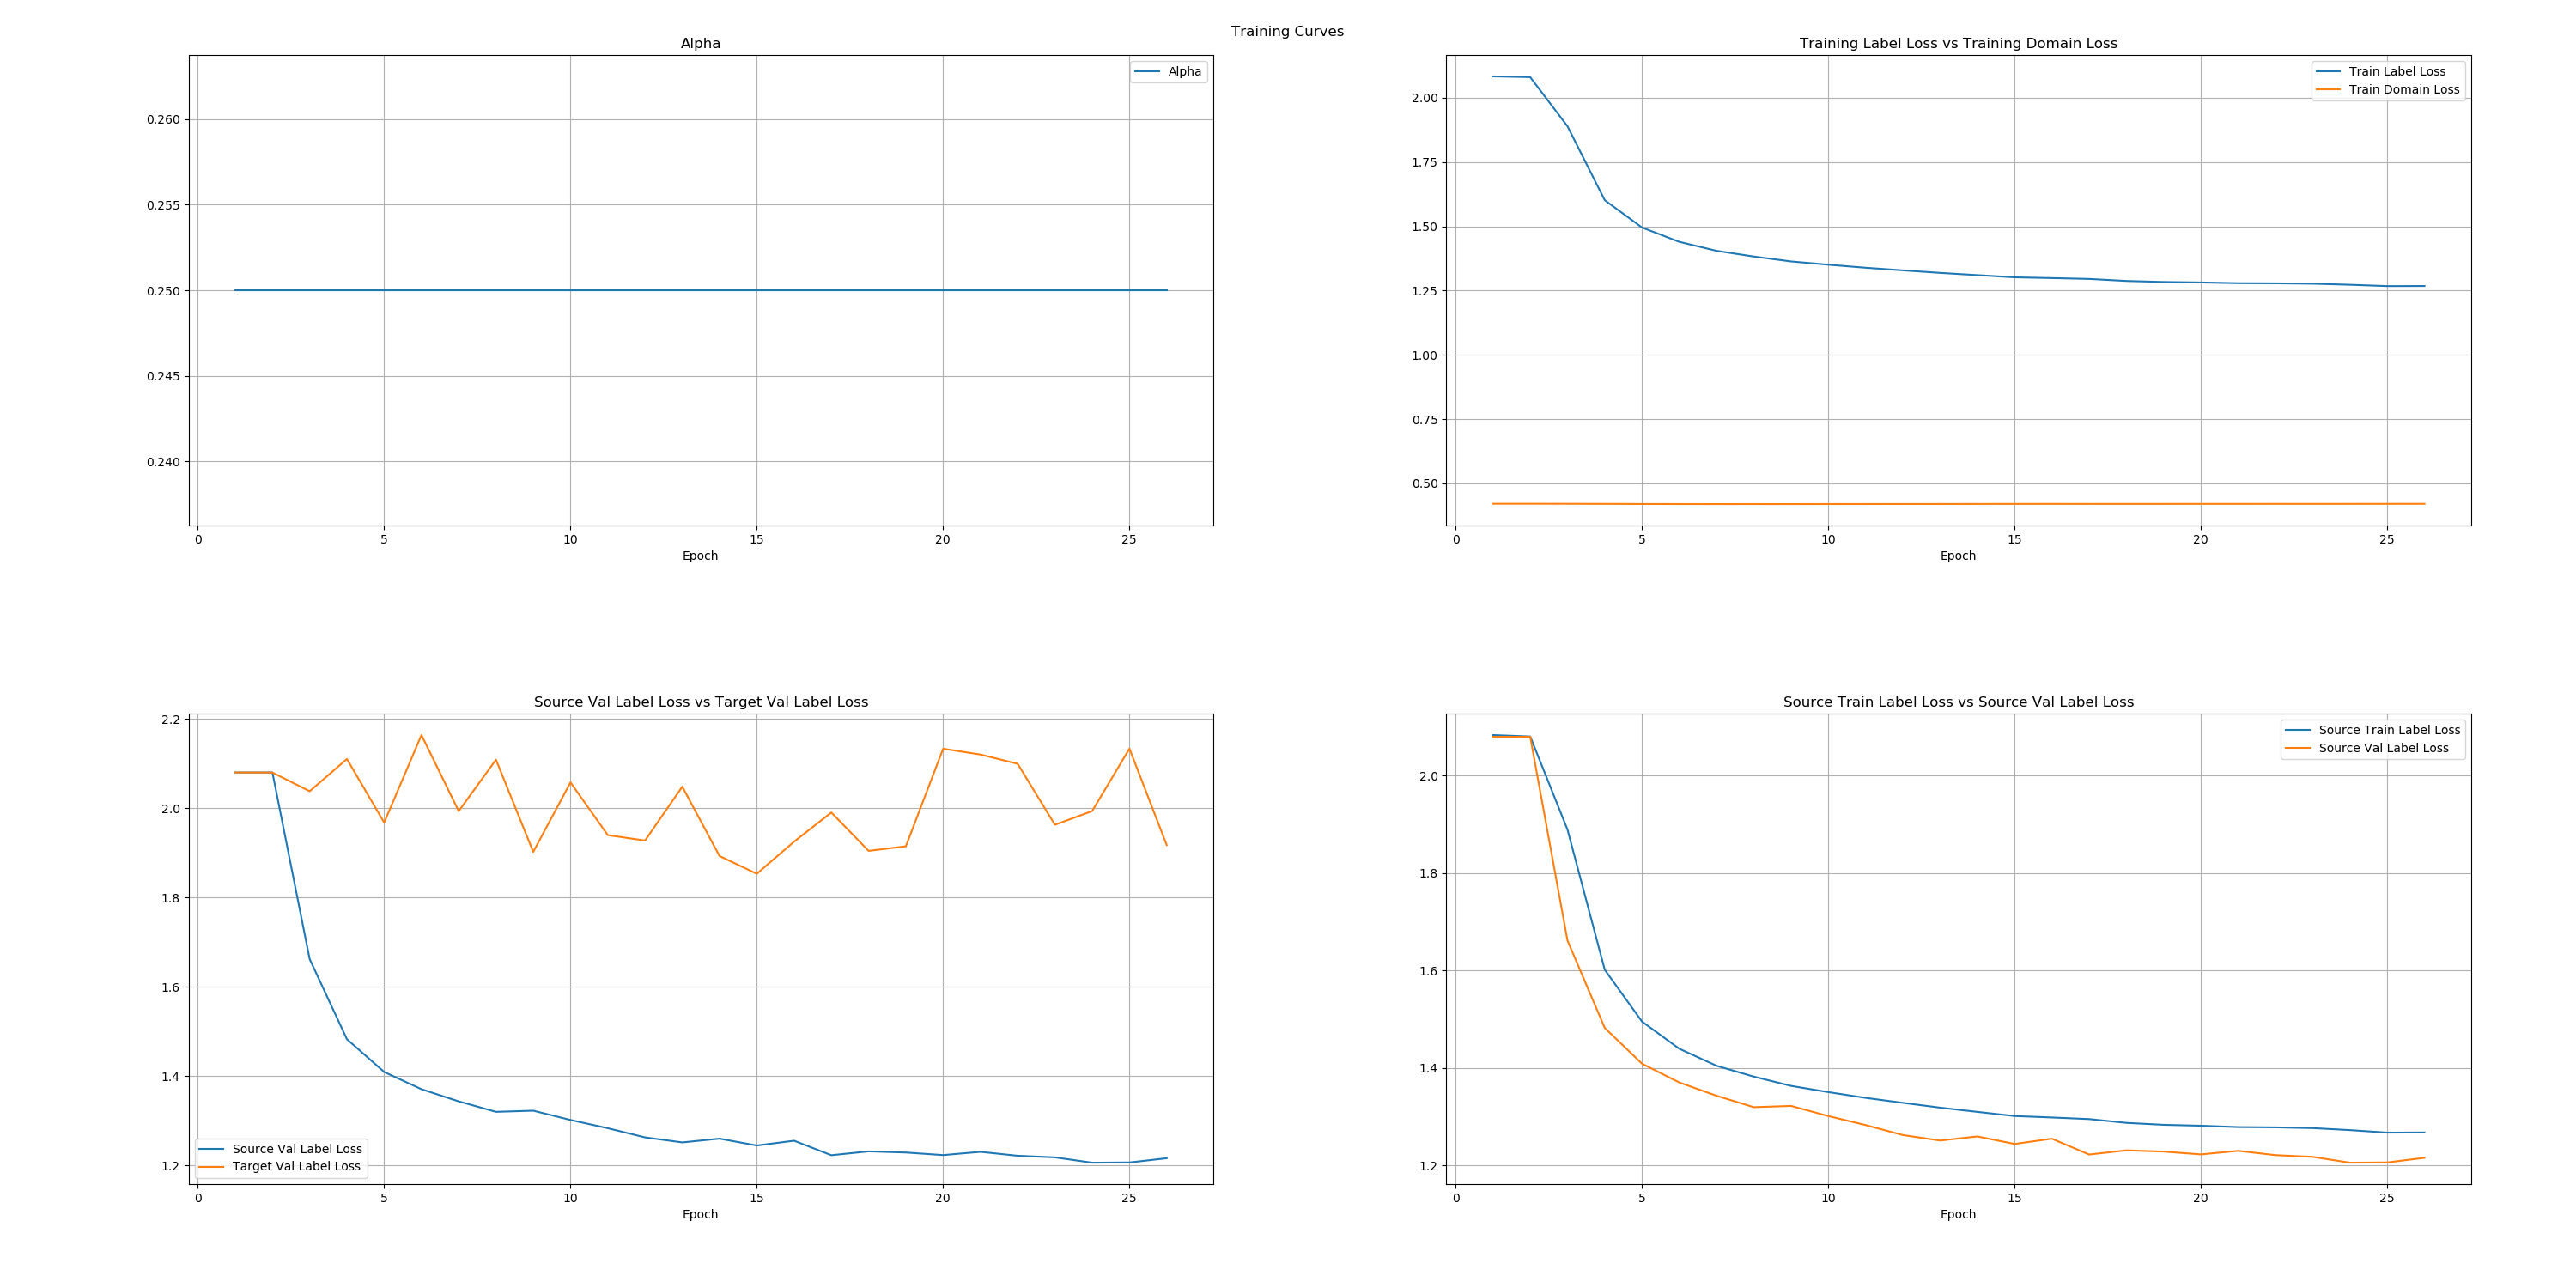 Training Curves
Alpha
Alpha
0.260
0.255
0.250
0.245
0.240
0 5 10 15 20 25
Epoch
Training Label Loss vs Training Domain Loss
Train Label Loss
Train Domain Loss
2.00
1.75
1.50
1.25
1.00
0.75
0.50
0 5 10 15 20 25
Epoch
Source Val Label Loss vs Target Val Label Loss
2.2
2.0
1.8
1.6
1.4
1.2
Source Val Label Loss
Target Val Label Loss
0 5 10 15 20 25
Epoch
Source Train Label Loss vs Source Val Label Loss
Source Train Label Loss
Source Val Label Loss
2.0
1.8
1.6
1.4
1.2
0 5 10 15 20 25
Epoch